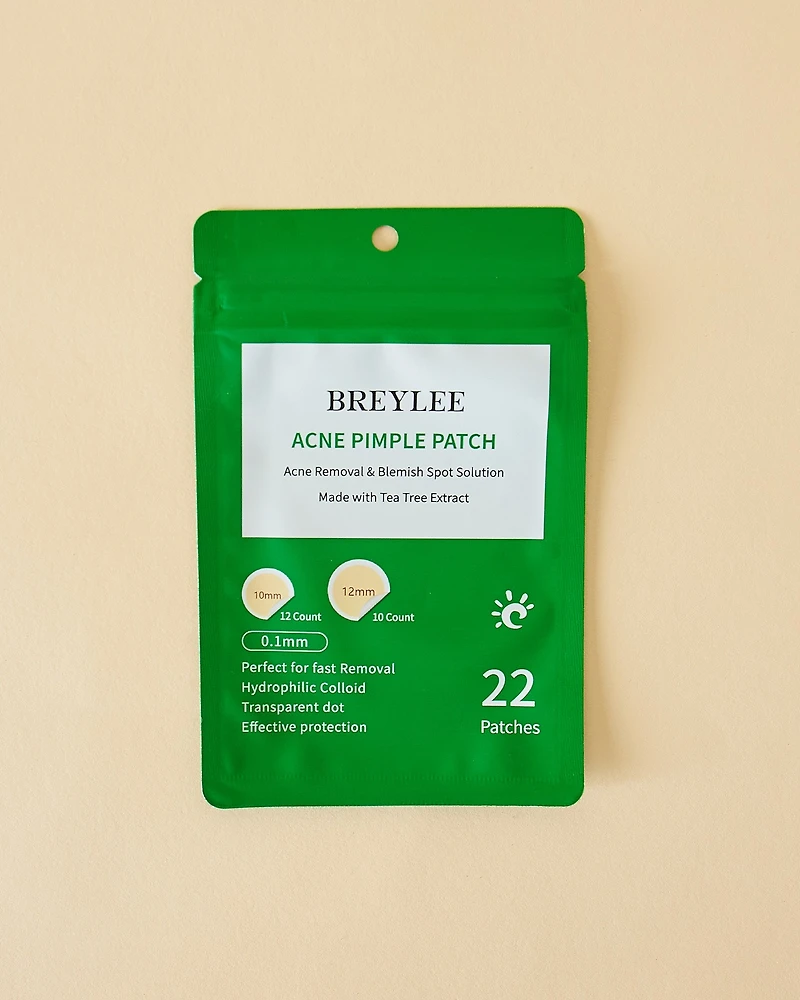 BREYLEE
ACNE PIMPLE PATCH
Acne Removal & Blemish Spot Solution
Made with Tea Tree Extract
10mm
12 Count
12mm
10 Count
0.1mm
Perfect for fast Removal
Hydrophilic Colloid
Transparent dot
Effective protection
22
Patches